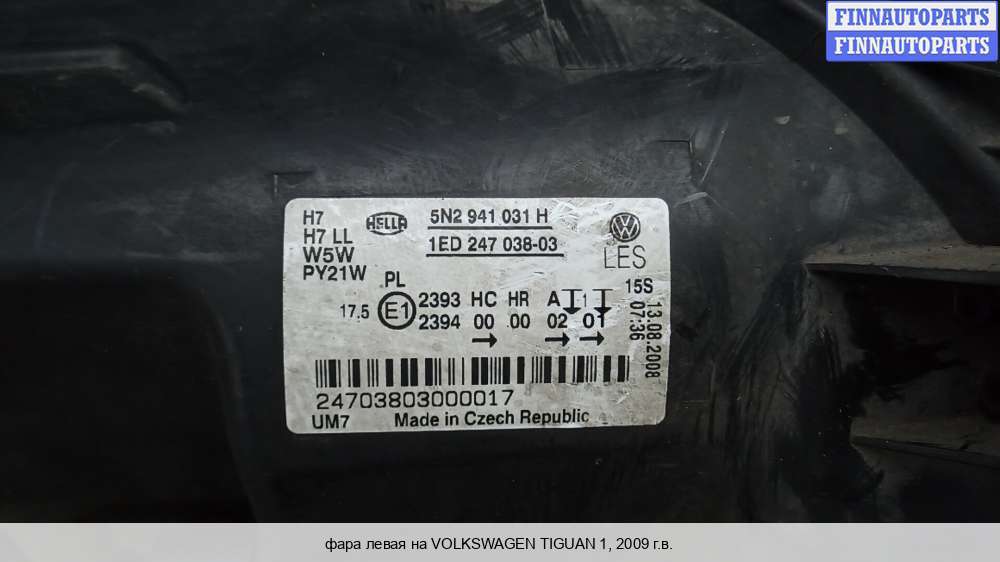 FINNAUTOPARTS
FINNAUTOPARTS
H7
H7 LL
W5W
PY21W
HELLA
5N2 941 031 H
1ED 247 038-03
LES
PL
17.5 E1
2393 HC HR A 1
2394 00 00 02 01
15S
07:36
13.08.2008
24703803000017
UM7 Made in Czech Republic
фара левая на VOLKSWAGEN TIGUAN 1, 2009 г.в.